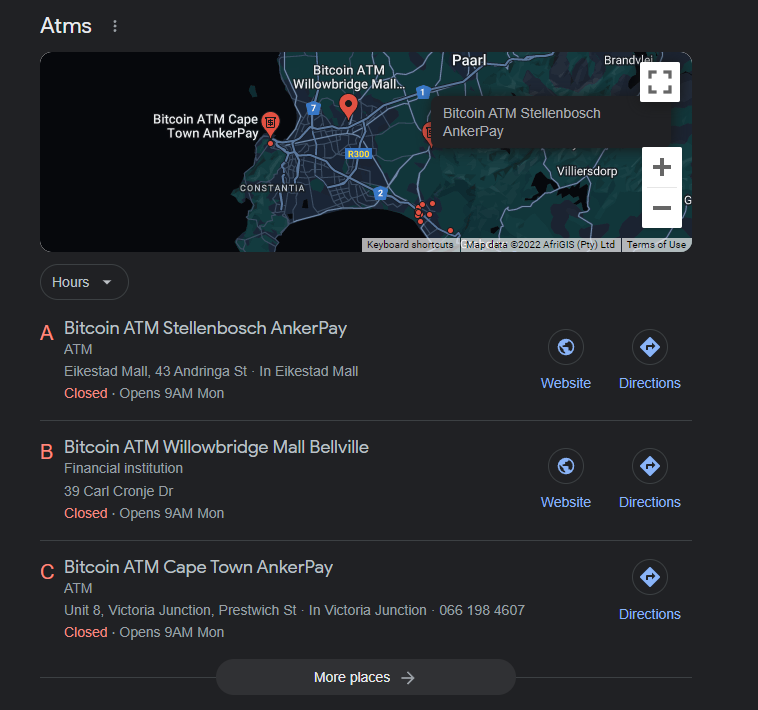 Atms
Paarl
Brandvlei
Bitcoin ATM
Willowbridge Mall...
1
7
Bitcoin ATM Stellenbosch
AnkerPay
Bitcoin ATM Cape
Town AnkerPay
R300
Villiersdorp
CONSTANTIA
2
G
Keyboard shortcuts
Map data ©2022 AfriGIS (Pty) Ltd
Terms of Use
Hours
A
Bitcoin ATM Stellenbosch AnkerPay
ATM
Eikestad Mall, 43 Andringa St · In Eikestad Mall
Closed · Opens 9AM Mon
Website
Directions
B
Bitcoin ATM Willowbridge Mall Bellville
Financial institution
39 Carl Cronje Dr
Closed · Opens 9AM Mon
Website
Directions
C
Bitcoin ATM Cape Town AnkerPay
ATM
Unit 8, Victoria Junction, Prestwich St · In Victoria Junction · 066 198 4607
Closed · Opens 9AM Mon
Directions
More places